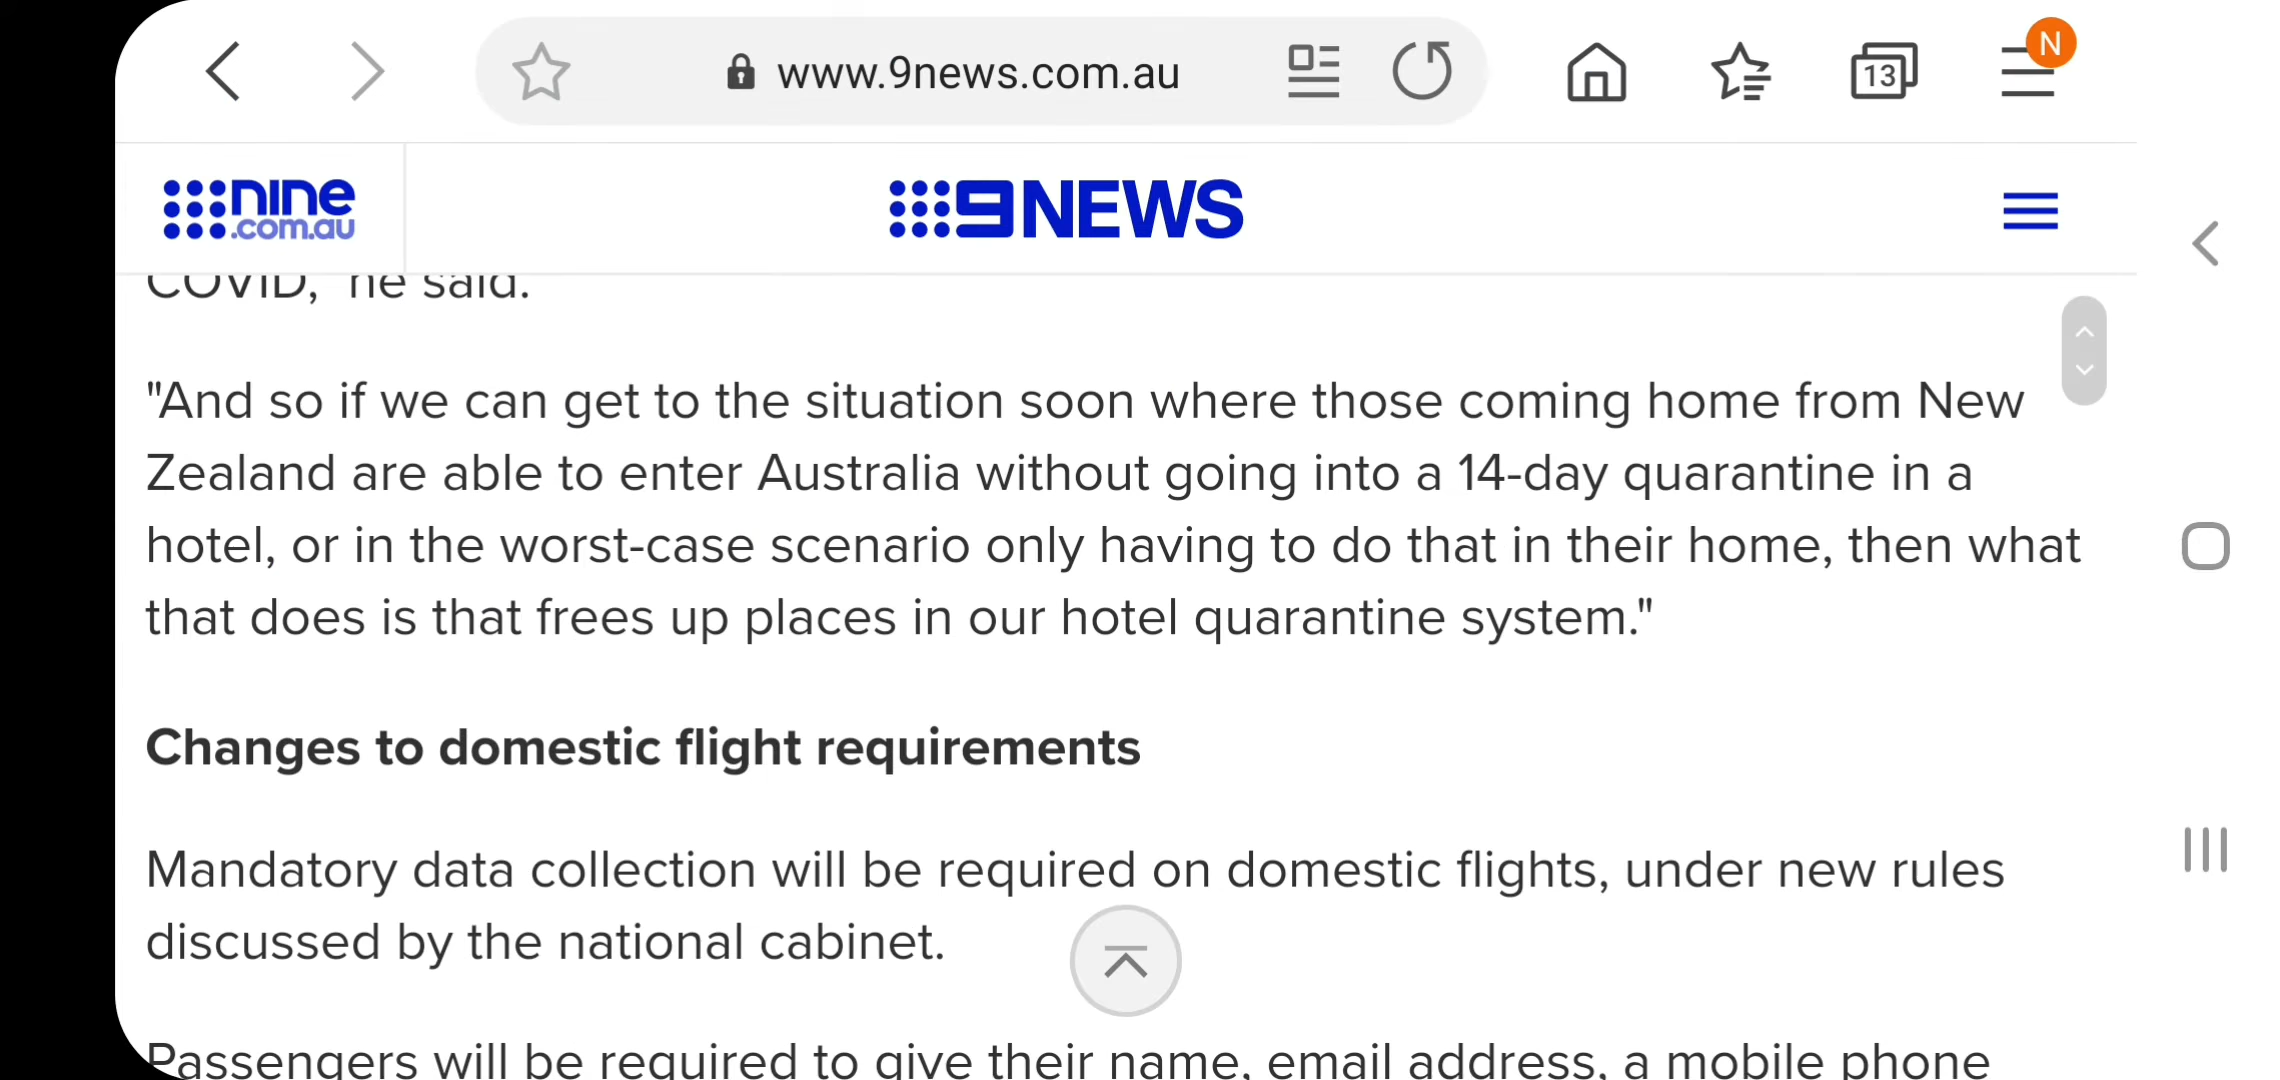 www.9news.com.au
13
N
nine
.com.au
9NEWS
COVID," he said.
"And so if we can get to the situation soon where those coming home from New
Zealand are able to enter Australia without going into a 14-day quarantine in a
hotel, or in the worst-case scenario only having to do that in their home, then what
that does is that frees up places in our hotel quarantine system."
Changes to domestic flight requirements
Mandatory data collection will be required on domestic flights, under new rules
discussed by the national cabinet.
Passengers will be required to give their name, email address, a mobile phone